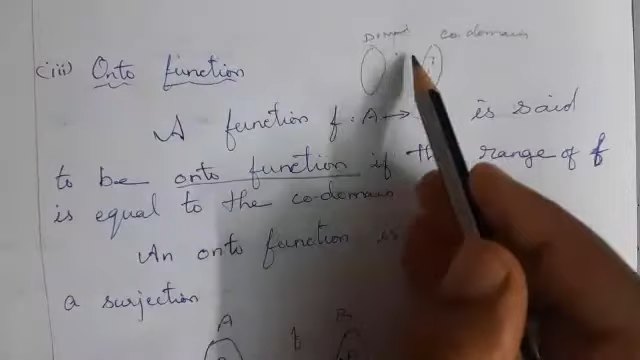 Domain co-domain
(iii) Onto function
A function f : A → is said
to be onto function if the range of f
is equal to the co-domain
An onto function is
a surjection
A f B